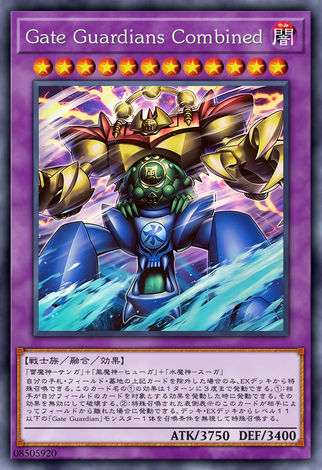 Gate Guardians Combined 闇
やみ
風
水
【戦士族/融合/効果】
「雷魔神-サンガ」+「風魔神-ヒューガ」+「水魔神-スーガ」
自分の手札・フィールド・墓地の上記カードを除外した場合のみ、EXデッキから特
殊召喚できる。このカード名の①の効果は1ターンに3度まで発動できる。①:相
手が自分フィールドのカードを対象とする効果を発動した時に発動できる。その
効果を無効にして破壊する。②:特殊召喚された表側表示のこのカードが相手によ
ってフィールドから離れた場合に発動できる。デッキ・EXデッキからレベル11
以下の「Gate Guardian」モンスター1体を召喚条件を無視して特殊召喚する。
ATK/3750 DEF/3400
08505920